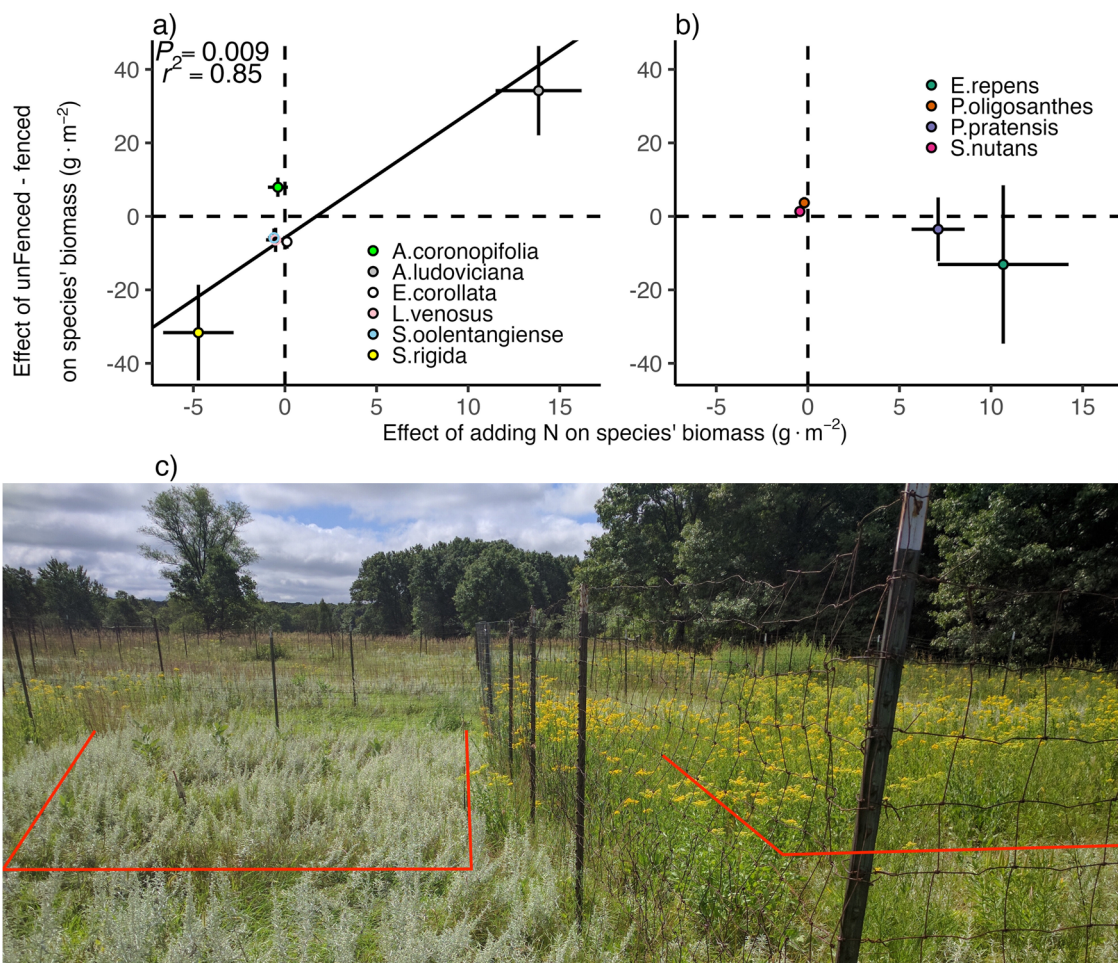 a)
P = 0.009
r² = 0.85
40
20
0
-20
-40
-5
0
5
10
15
A.coronopifolia
A.ludoviciana
E.corollata
L.venosus
S.oolentangiense
S.rigida
Effect of unFenced - fenced
on species' biomass (g · m⁻²)
b)
40
20
0
-20
-40
-5
0
5
10
15
E.repens
P.oligosanthes
P.pratensis
S.nutans
Effect of adding N on species' biomass (g · m⁻²)
c)